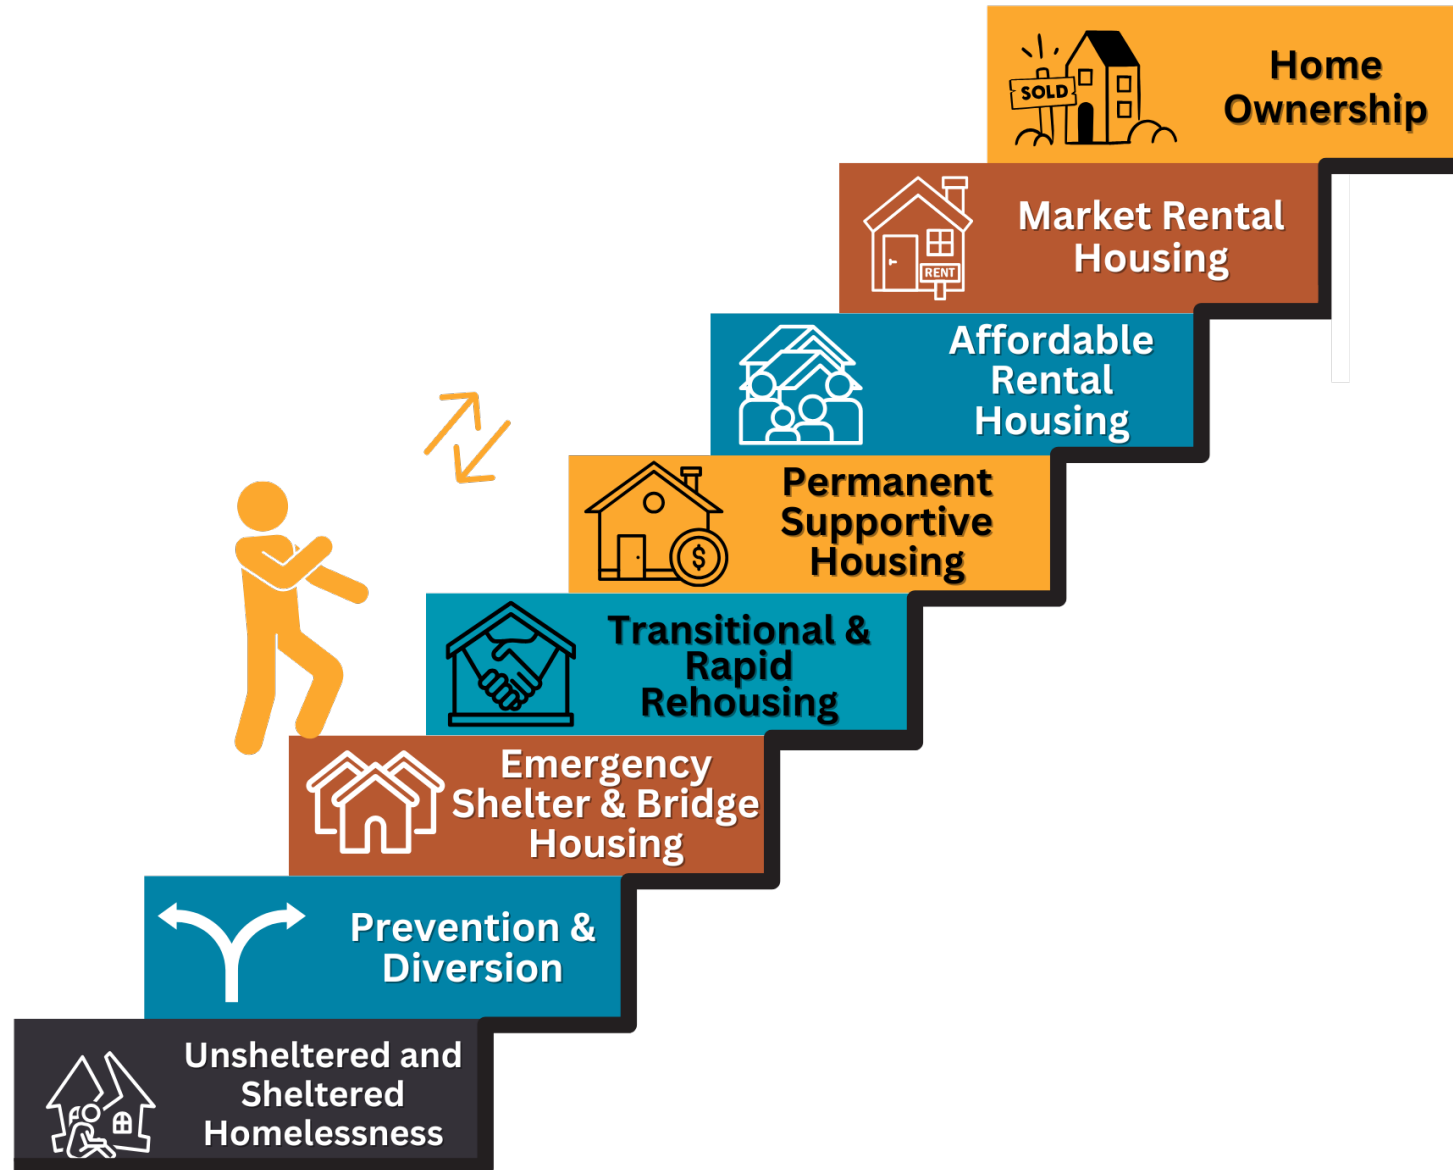 SOLD
Home
Ownership
RENT
Market Rental
Housing
Affordable
Rental
Housing
$
Permanent
Supportive
Housing
Transitional &
Rapid
Rehousing
Emergency
Shelter & Bridge
Housing
Prevention &
Diversion
Unsheltered and
Sheltered
Homelessness